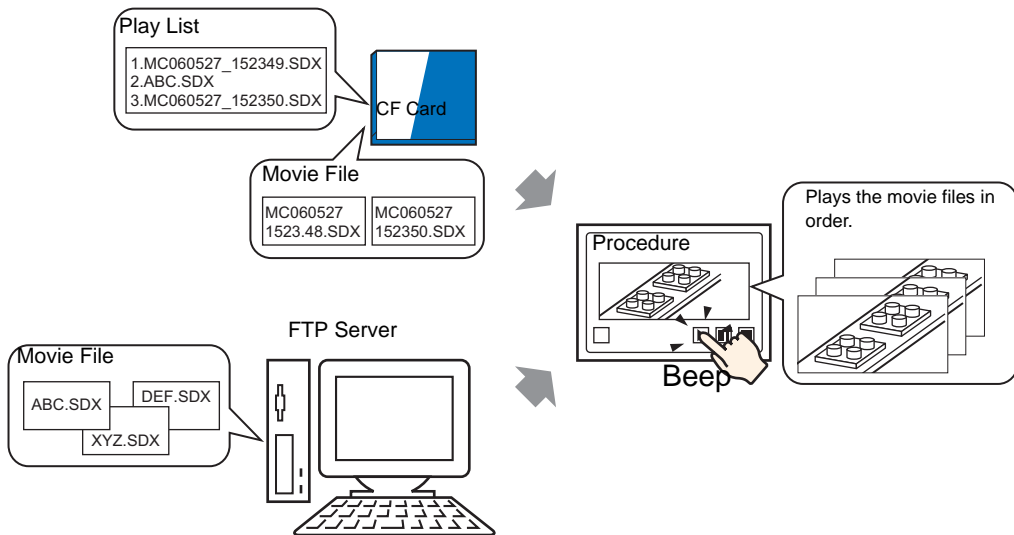 Play List
1.MC060527_152349.SDX
2.ABC.SDX
3.MC060527_152350.SDX
CF Card
Movie File
MC060527
1523.48.SDX
MC060527
152350.SDX
Plays the movie files in
order.
Procedure
Beep
FTP Server
Movie File
ABC.SDX
DEF.SDX
XYZ.SDX